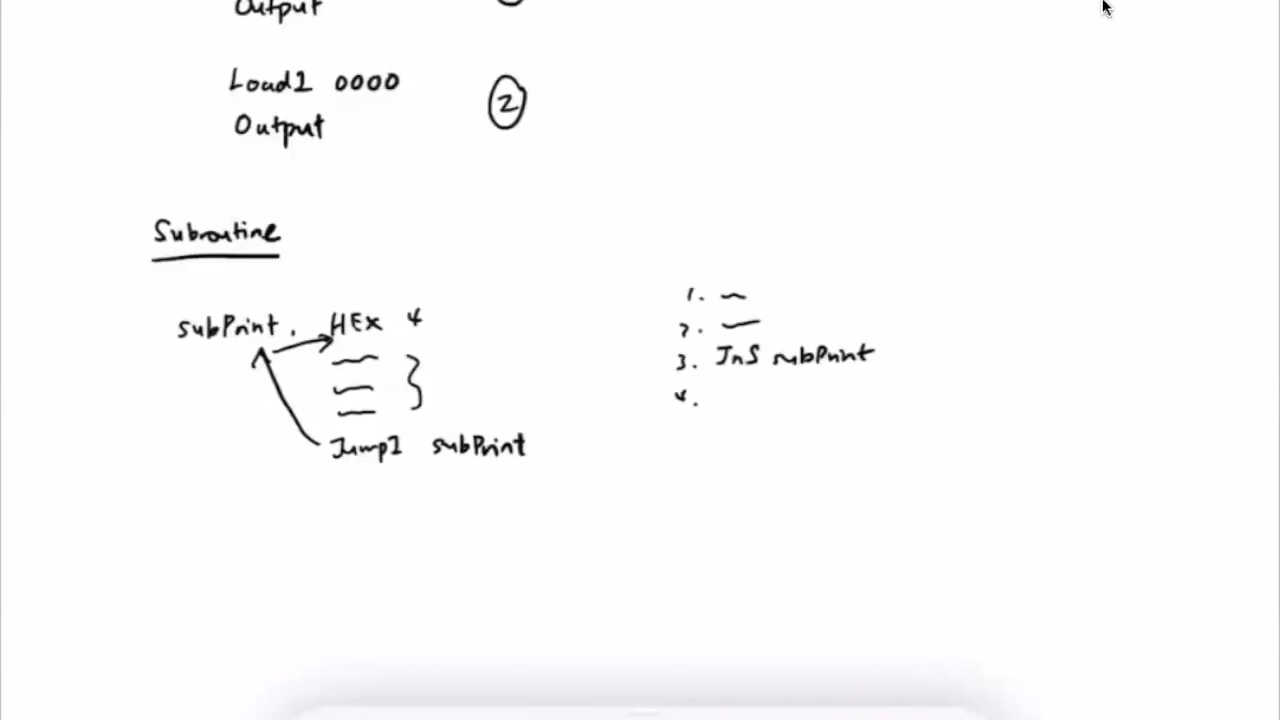 Output
LoadI 0000
②
Output
Subroutine
subPrint, HEX 4
JumpI subPrint
1.
2.
3. JnS subPrint
4.